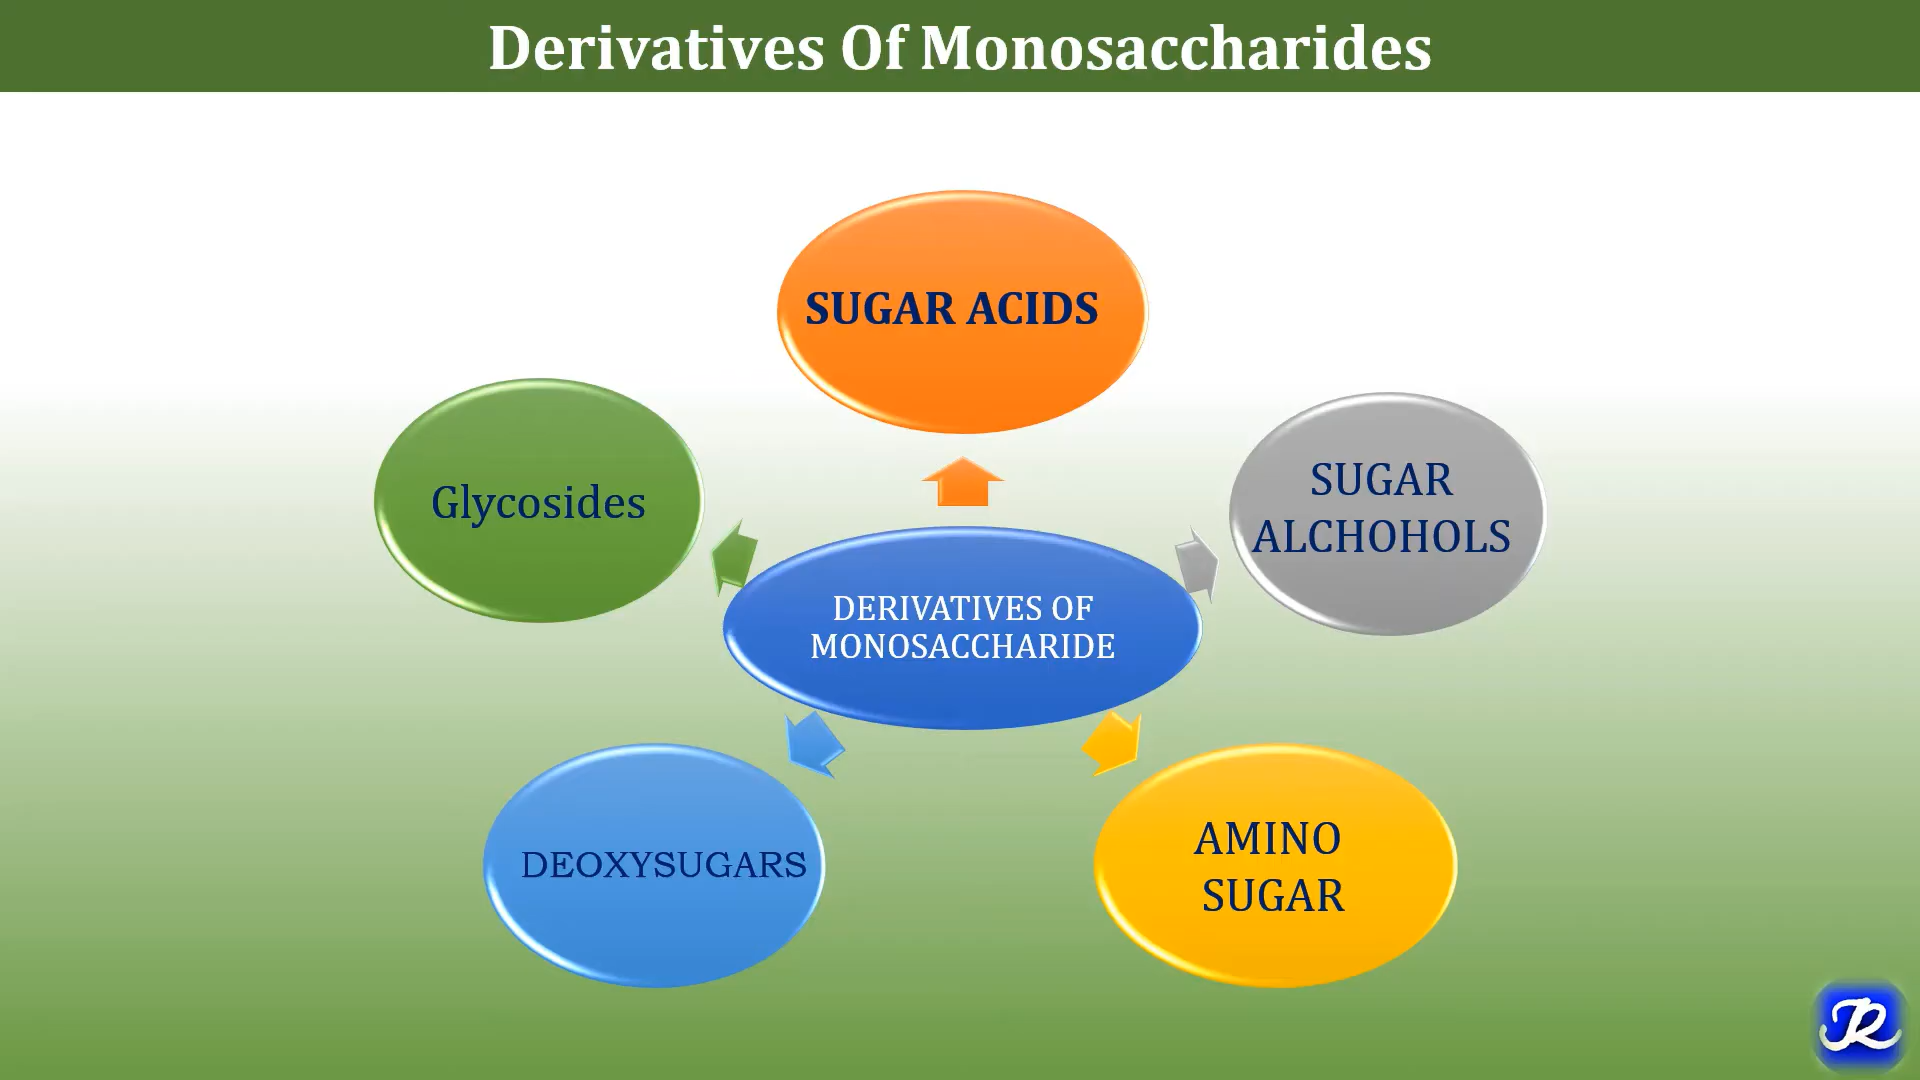 Derivatives Of Monosaccharides
SUGAR ACIDS
Glycosides
SUGAR
ALCHOHOLS
DERIVATIVES OF
MONOSACCHARIDE
DEOXYSUGARS
AMINO
SUGAR
R